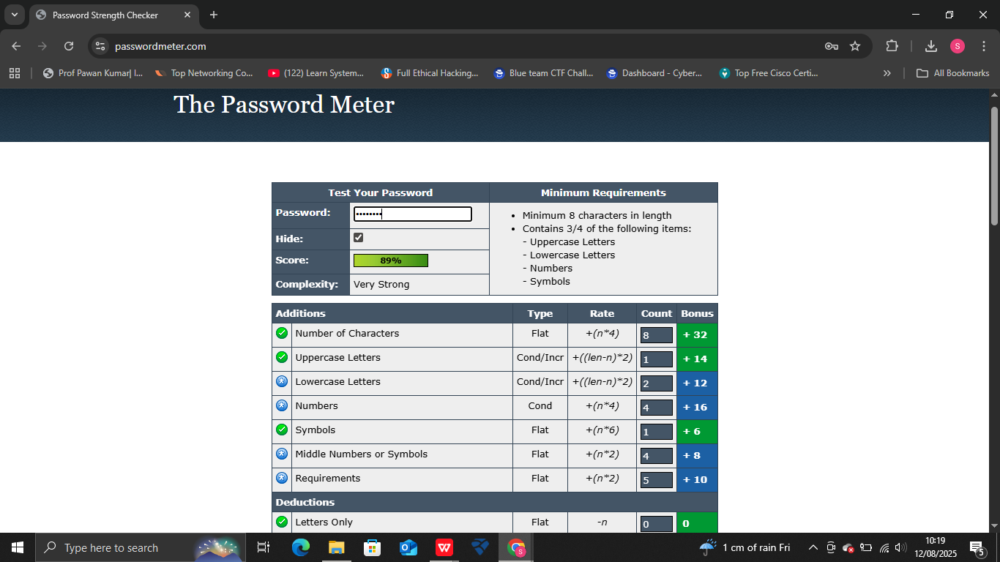 Password Strength Checker
passwordmeter.com
S
Prof Pawan Kumar| I...
Top Networking Co...
(122) Learn System...
Full Ethical Hacking...
Blue team CTF Chall...
Dashboard - Cyber...
Top Free Cisco Certi...
All Bookmarks
The Password Meter
Test Your Password
Minimum Requirements
Password:
••••••••
Hide:
Score:
89%
Complexity:
Very Strong
• Minimum 8 characters in length
• Contains 3/4 of the following items:
- Uppercase Letters
- Lowercase Letters
- Numbers
- Symbols
Additions Type Rate Count Bonus
Number of Characters Flat +(n*4) 8 + 32
Uppercase Letters Cond/Incr +((len-n)*2) 1 + 14
Lowercase Letters Cond/Incr +((len-n)*2) 2 + 12
Numbers Cond +(n*4) 4 + 16
Symbols Flat +(n*6) 1 + 6
Middle Numbers or Symbols Flat +(n*2) 4 + 8
Requirements Flat +(n*2) 5 + 10
Deductions
Letters Only Flat -n 0 0
Type here to search
1 cm of rain Fri
10:19
12/08/2025
5